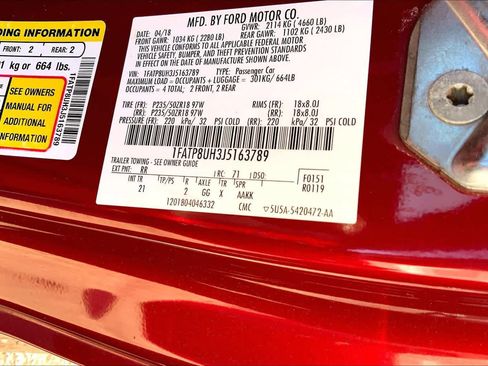 DING INFORMATION
FRONT: 2 REAR: 2
1 kg or 664 lbs.
SEE OWNERS
MANUAL FOR
ADDITIONAL
INFORMATION
1FATP8UH3J5163789
MFD. BY FORD MOTOR CO.
04/18 GVWR: 2114 KG ( 4660 LB)
FRONT GAWR: 1034 KG ( 2280 LB) REAR GAWR: 1102 KG ( 2430 LB)
THIS VEHICLE CONFORMS TO ALL APPLICABLE FEDERAL MOTOR
VEHICLE SAFETY, BUMPER, AND THEFT PREVENTION STANDARDS
IN EFFECT ON THE DATE OF MANUFACTURE SHOWN ABOVE.
VIN: 1FATP8UH3J5163789 TYPE: Passenger Car
MAXIMUM LOAD = OCCUPANTS + LUGGAGE = 301KG/ 664LB
OCCUPANTS = 4 TOTAL: 2 FRONT, 2 REAR
TIRE (FR): P235/50ZR18 97W RIMS (FR): 18x8.0J
(RR): P235/50ZR18 97W (RR): 18x8.0J
PRESSURE (FR): 220 kPa/ 32 PSI COLD (RR): 220 kPa/ 32 PSI COLD
1FATP8UH3J5163789
TRAILER TOWING - SEE OWNER GUIDE
EXT PNT: RR RC: 71 DSO: F0151
INT TR TP/PS R AXLE TR SPR R0119
21 2 GG X AAKK
1201804046332 CMC 5U5A-5420472-AA